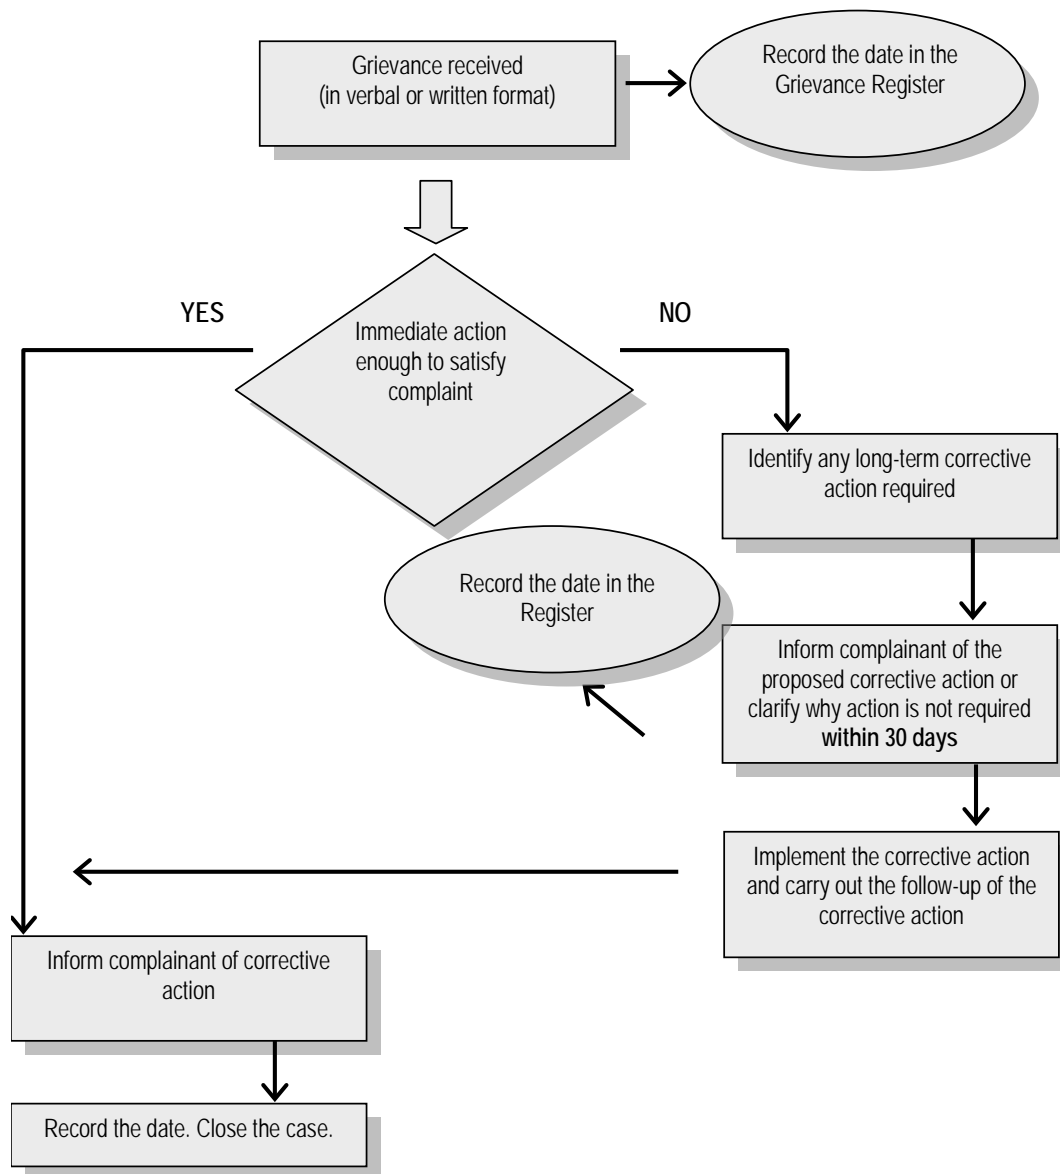 Grievance received
(in verbal or written format)
Record the date in the
Grievance Register
YES
NO
Immediate action
enough to satisfy
complaint
Identify any long-term corrective
action required
Record the date in the
Register
Inform complainant of the
proposed corrective action or
clarify why action is not required
within 30 days
Implement the corrective action
and carry out the follow-up of the
corrective action
Inform complainant of corrective
action
Record the date. Close the case.